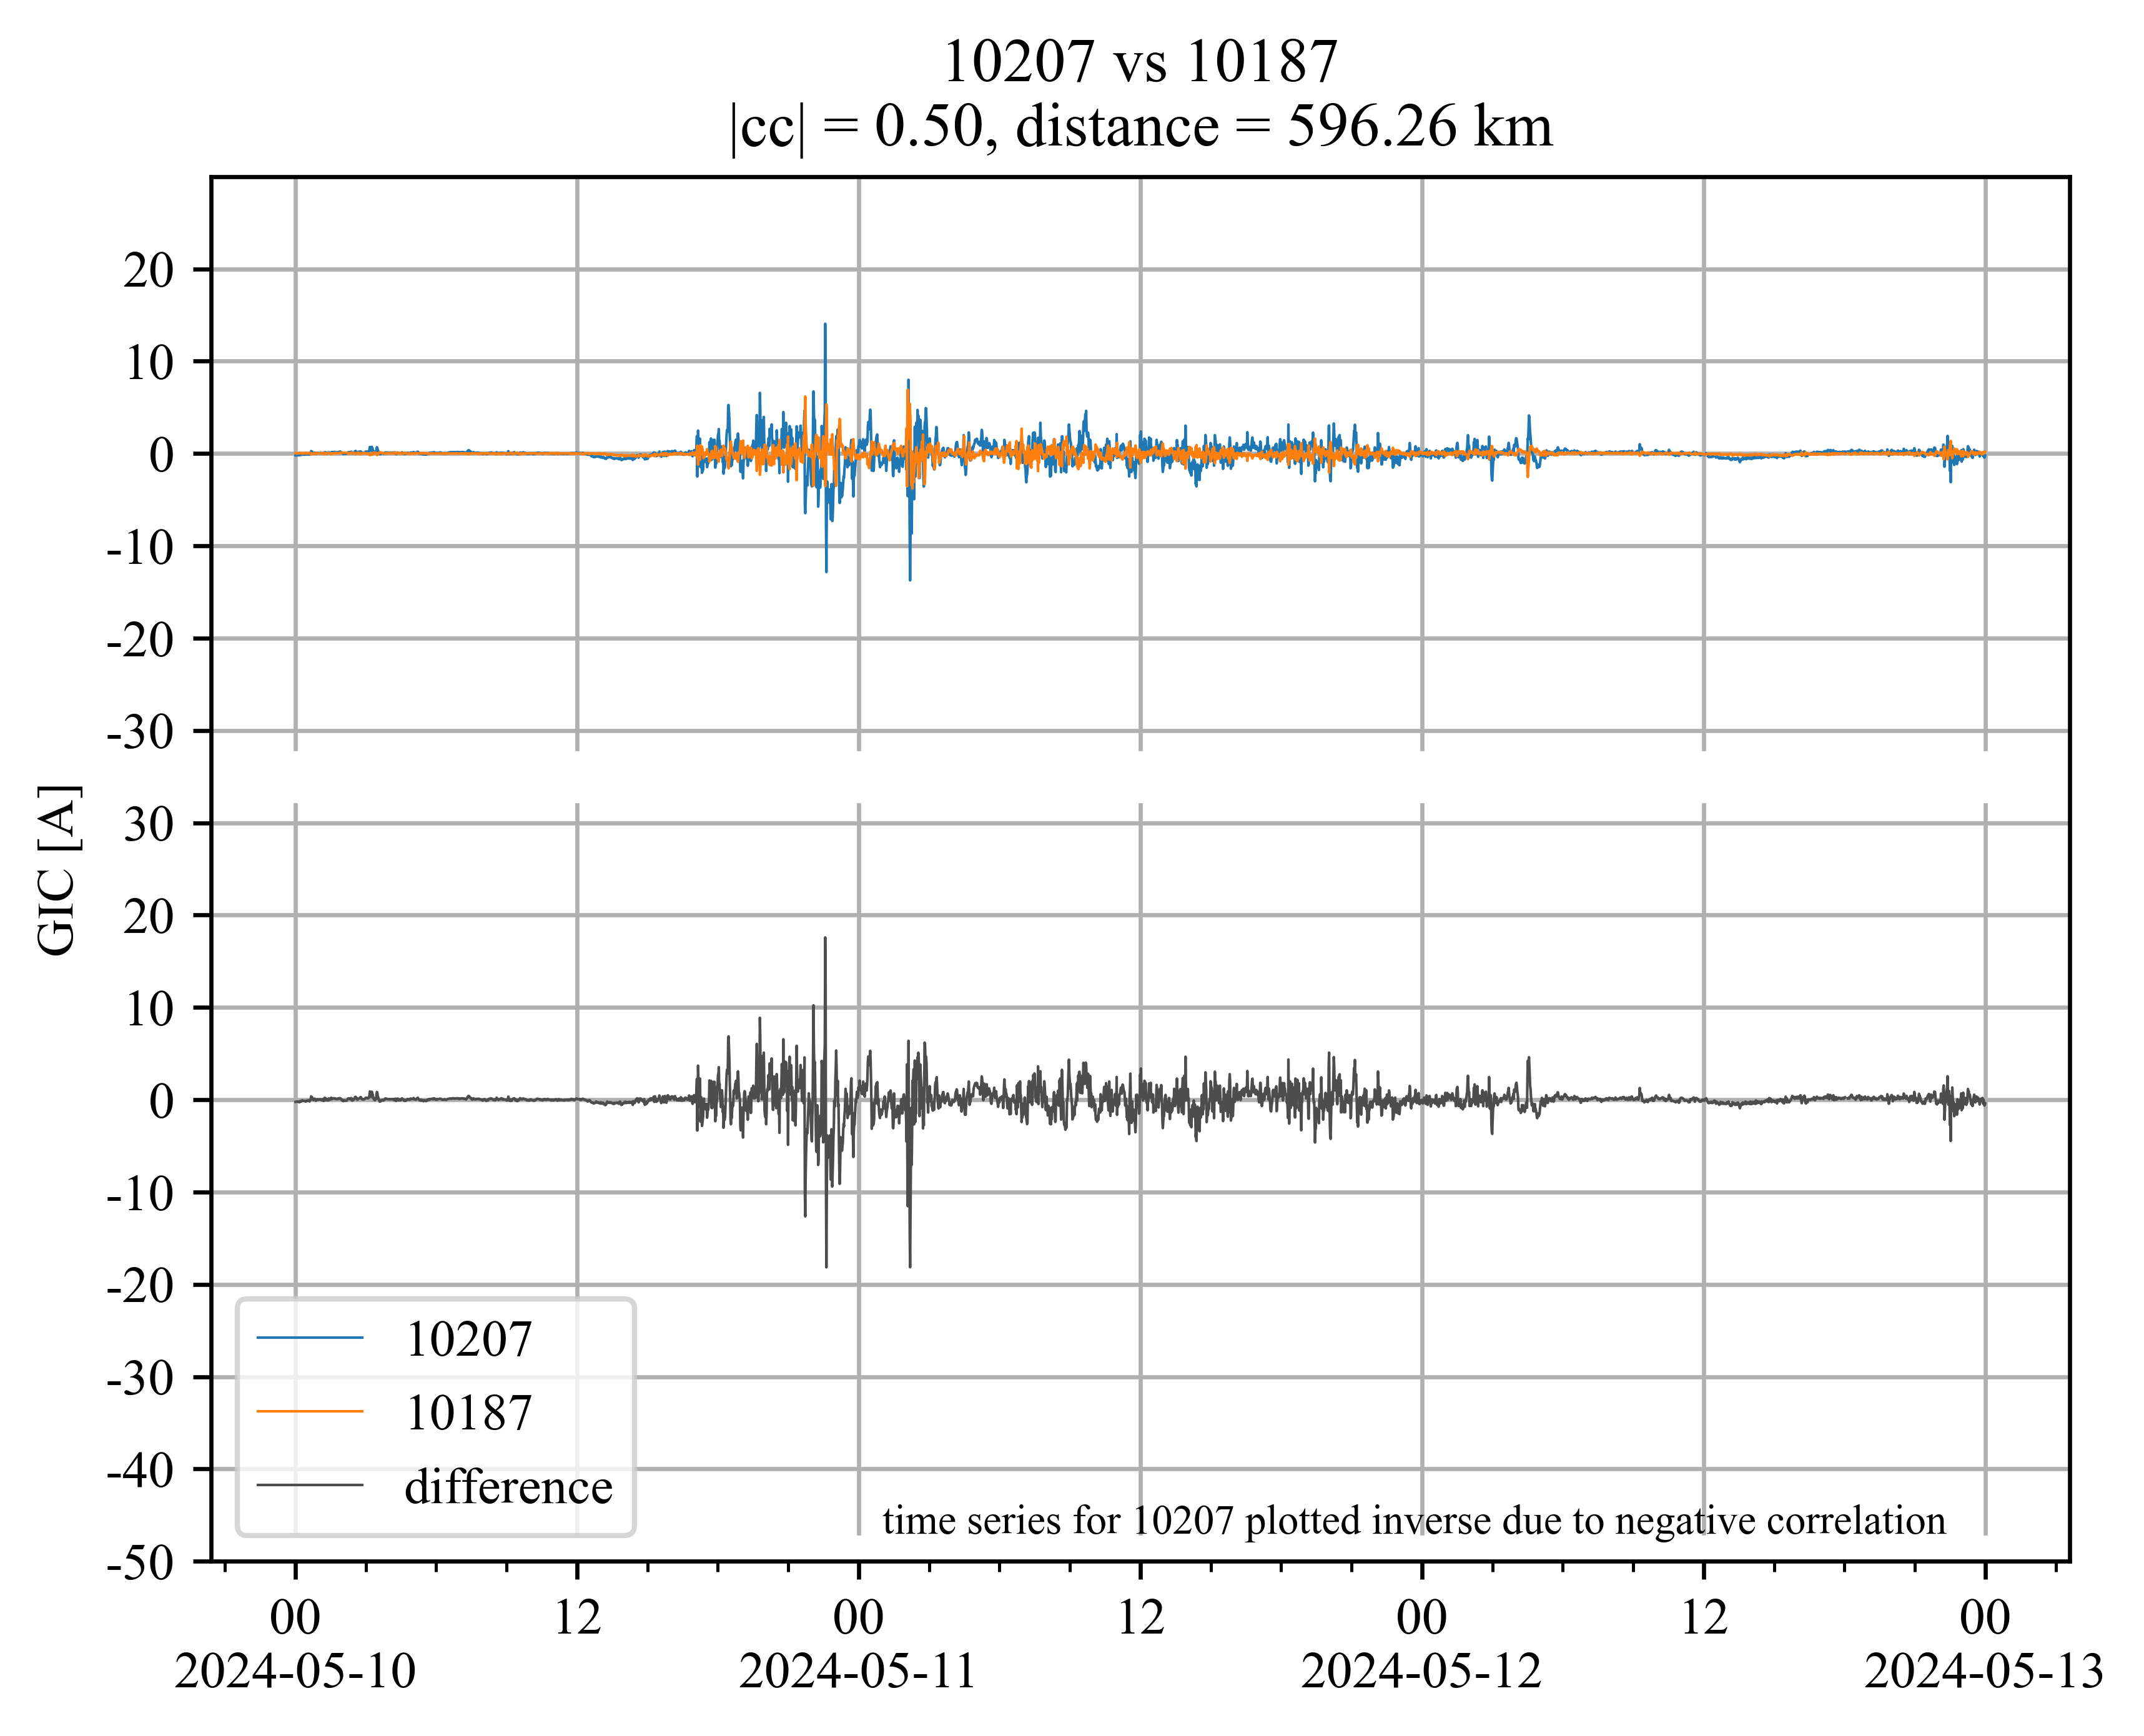 10207 vs 10187
|cc| = 0.50, distance = 596.26 km
20
10
0
-10
-20
-30
30
20
10
0
-10
-20
-30
-40
-50
GIC [A]
10207
10187
difference
time series for 10207 plotted inverse due to negative correlation
00 12 00 12 00 12 00
2024-05-10 2024-05-11 2024-05-12 2024-05-13